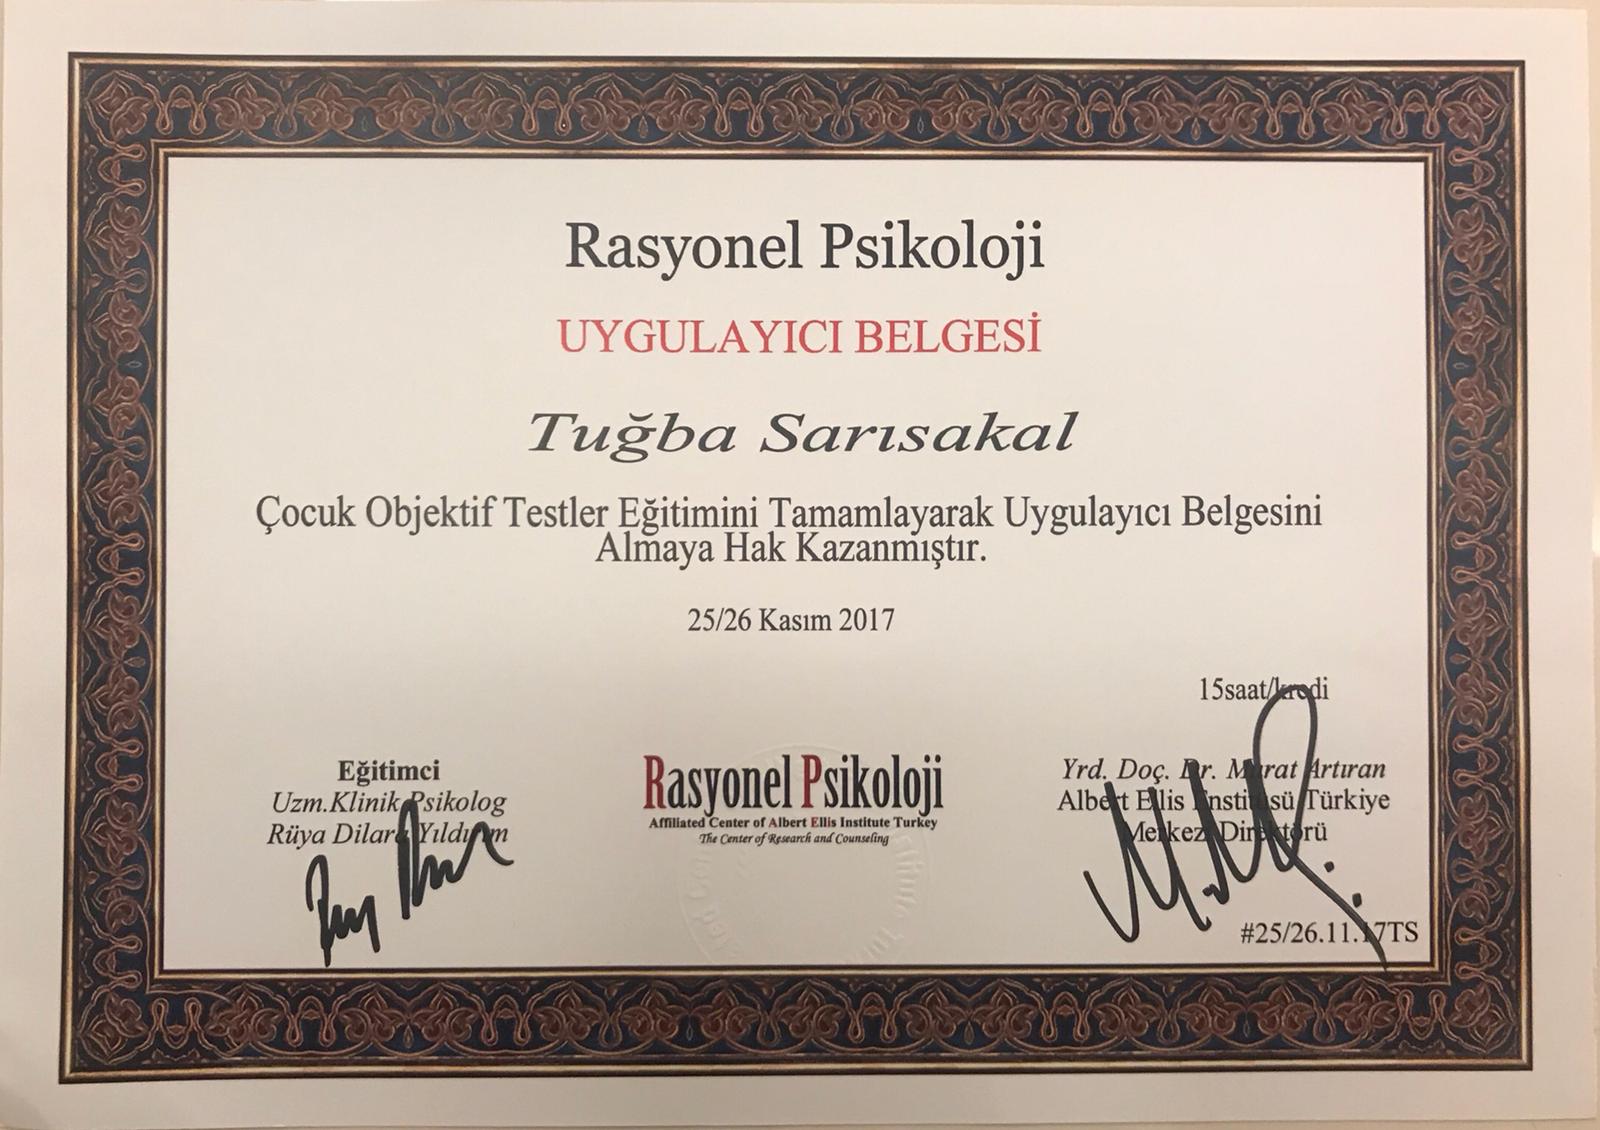 Rasyonel Psikoloji
UYGULAYICI BELGESİ
Tuğba Sarısakal
Çocuk Objektif Testler Eğitimini Tamamlayarak Uygulayıcı Belgesini
Almaya Hak Kazanmıştır.
25/26 Kasım 2017
15saat/kredi
Eğitimci
Uzm.Klinik Psikolog
Rüya Dilara Yıldırım
Rasyonel Psikoloji
Affiliated Center of Albert Ellis Institute Turkey
The Center of Research and Counseling
Yrd. Doç. Dr. Murat Artıran
Albert Ellis Enstitüsü Türkiye
Merkezi Direktörü
#25/26.11.17TS